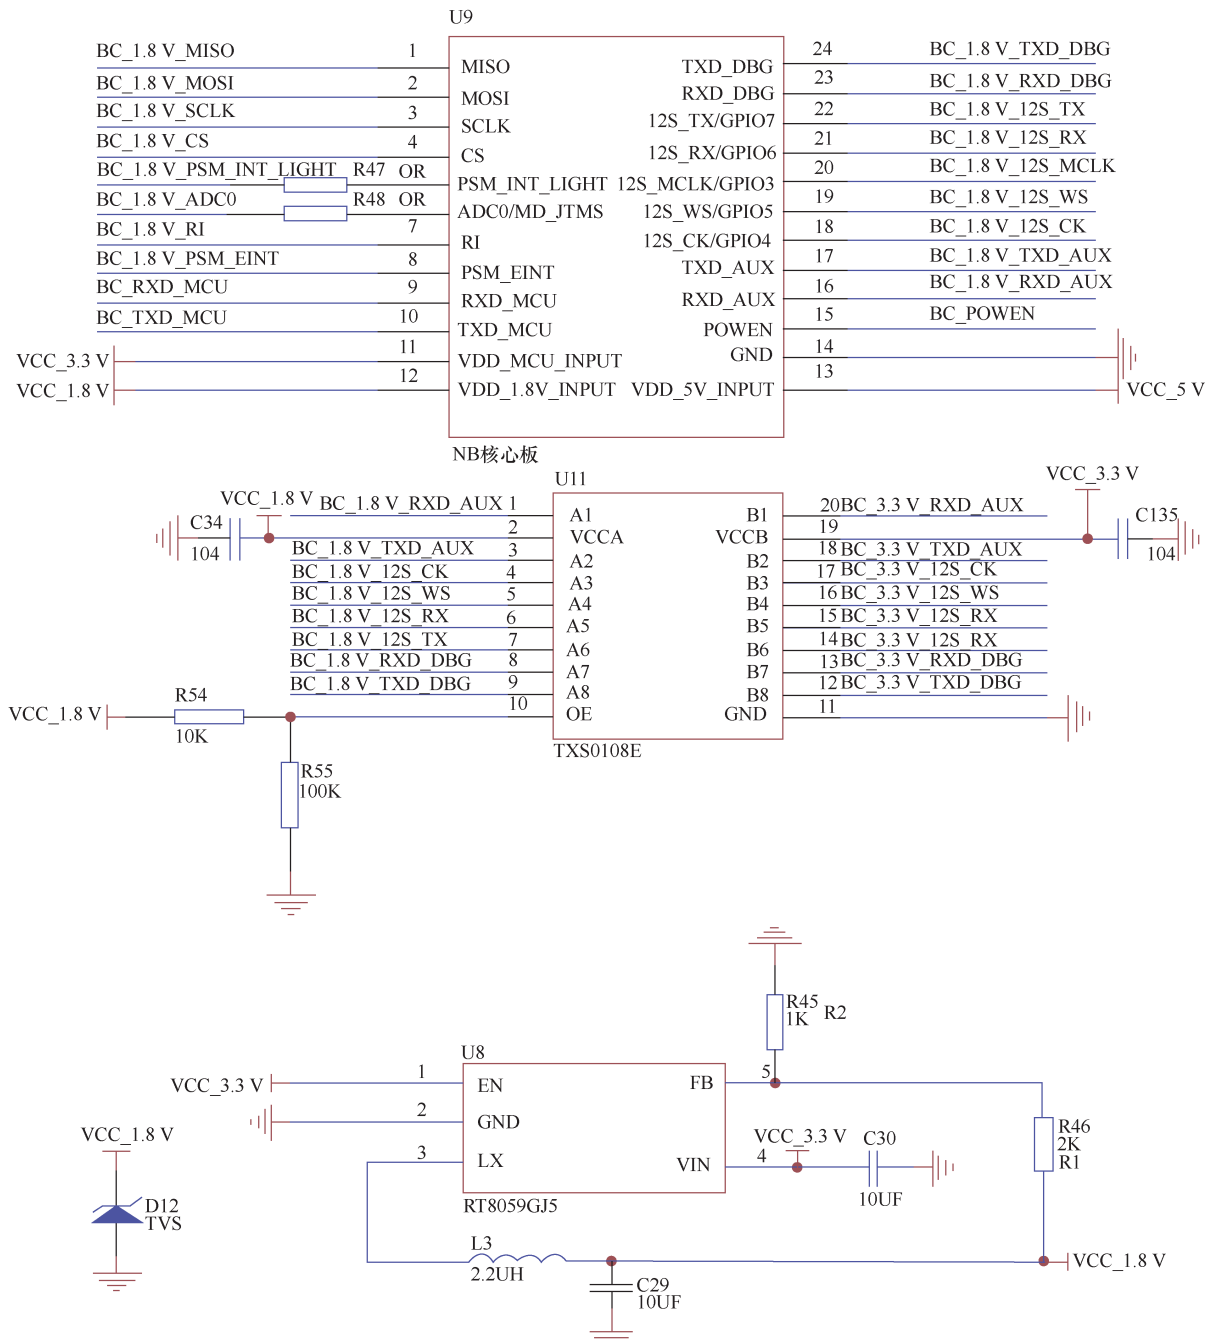 U9
BC_1.8 V_MISO 1 MISO
BC_1.8 V_MOSI 2 MOSI
BC_1.8 V_SCLK 3 SCLK
BC_1.8 V_CS 4 CS
BC_1.8 V_PSM_INT_LIGHT R47 OR PSM_INT_LIGHT
BC_1.8 V_ADC0 R48 OR ADC0/MD_JTMS
BC_1.8 V_RI 7 RI
BC_1.8 V_PSM_EINT 8 PSM_EINT
BC_RXD_MCU 9 RXD_MCU
BC_TXD_MCU 10 TXD_MCU
VCC_3.3 V 11 VDD_MCU_INPUT
VCC_1.8 V 12 VDD_1.8V_INPUT
TXD_DBG 24 BC_1.8 V_TXD_DBG
RXD_DBG 23 BC_1.8 V_RXD_DBG
12S_TX/GPIO7 22 BC_1.8 V_12S_TX
12S_RX/GPIO6 21 BC_1.8 V_12S_RX
12S_MCLK/GPIO3 20 BC_1.8 V_12S_MCLK
12S_WS/GPIO5 19 BC_1.8 V_12S_WS
12S_CK/GPIO4 18 BC_1.8 V_12S_CK
TXD_AUX 17 BC_1.8 V_TXD_AUX
RXD_AUX 16 BC_1.8 V_RXD_AUX
POWEN 15 BC_POWEN
GND 14
VDD_5V_INPUT 13 VCC_5 V
NB核心板
U11
VCC_1.8 V
C34
104
BC_1.8 V_RXD_AUX 1 A1
2 VCCA
BC_1.8 V_TXD_AUX 3 A2
BC_1.8 V_12S_CK 4 A3
BC_1.8 V_12S_WS 5 A4
BC_1.8 V_12S_RX 6 A5
BC_1.8 V_12S_TX 7 A6
BC_1.8 V_RXD_DBG 8 A7
BC_1.8 V_TXD_DBG 9 A8
10 OE
VCC_3.3 V
C135
104
B1 20 BC_3.3 V_RXD_AUX
VCCB 19
B2 18 BC_3.3 V_TXD_AUX
B3 17 BC_3.3 V_12S_CK
B4 16 BC_3.3 V_12S_WS
B5 15 BC_3.3 V_12S_RX
B6 14 BC_3.3 V_12S_RX
B7 13 BC_3.3 V_RXD_DBG
B8 12 BC_3.3 V_TXD_DBG
GND 11
TXS0108E
VCC_1.8 V
R54
10K
R55
100K
R45
1K R2
U8
VCC_3.3 V 1 EN
2 GND
3 LX
FB 5
VIN 4
VCC_3.3 V
C30
10UF
R46
2K
R1
RT8059GJ5
VCC_1.8 V
D12
TVS
L3
2.2UH
C29
10UF
VCC_1.8 V